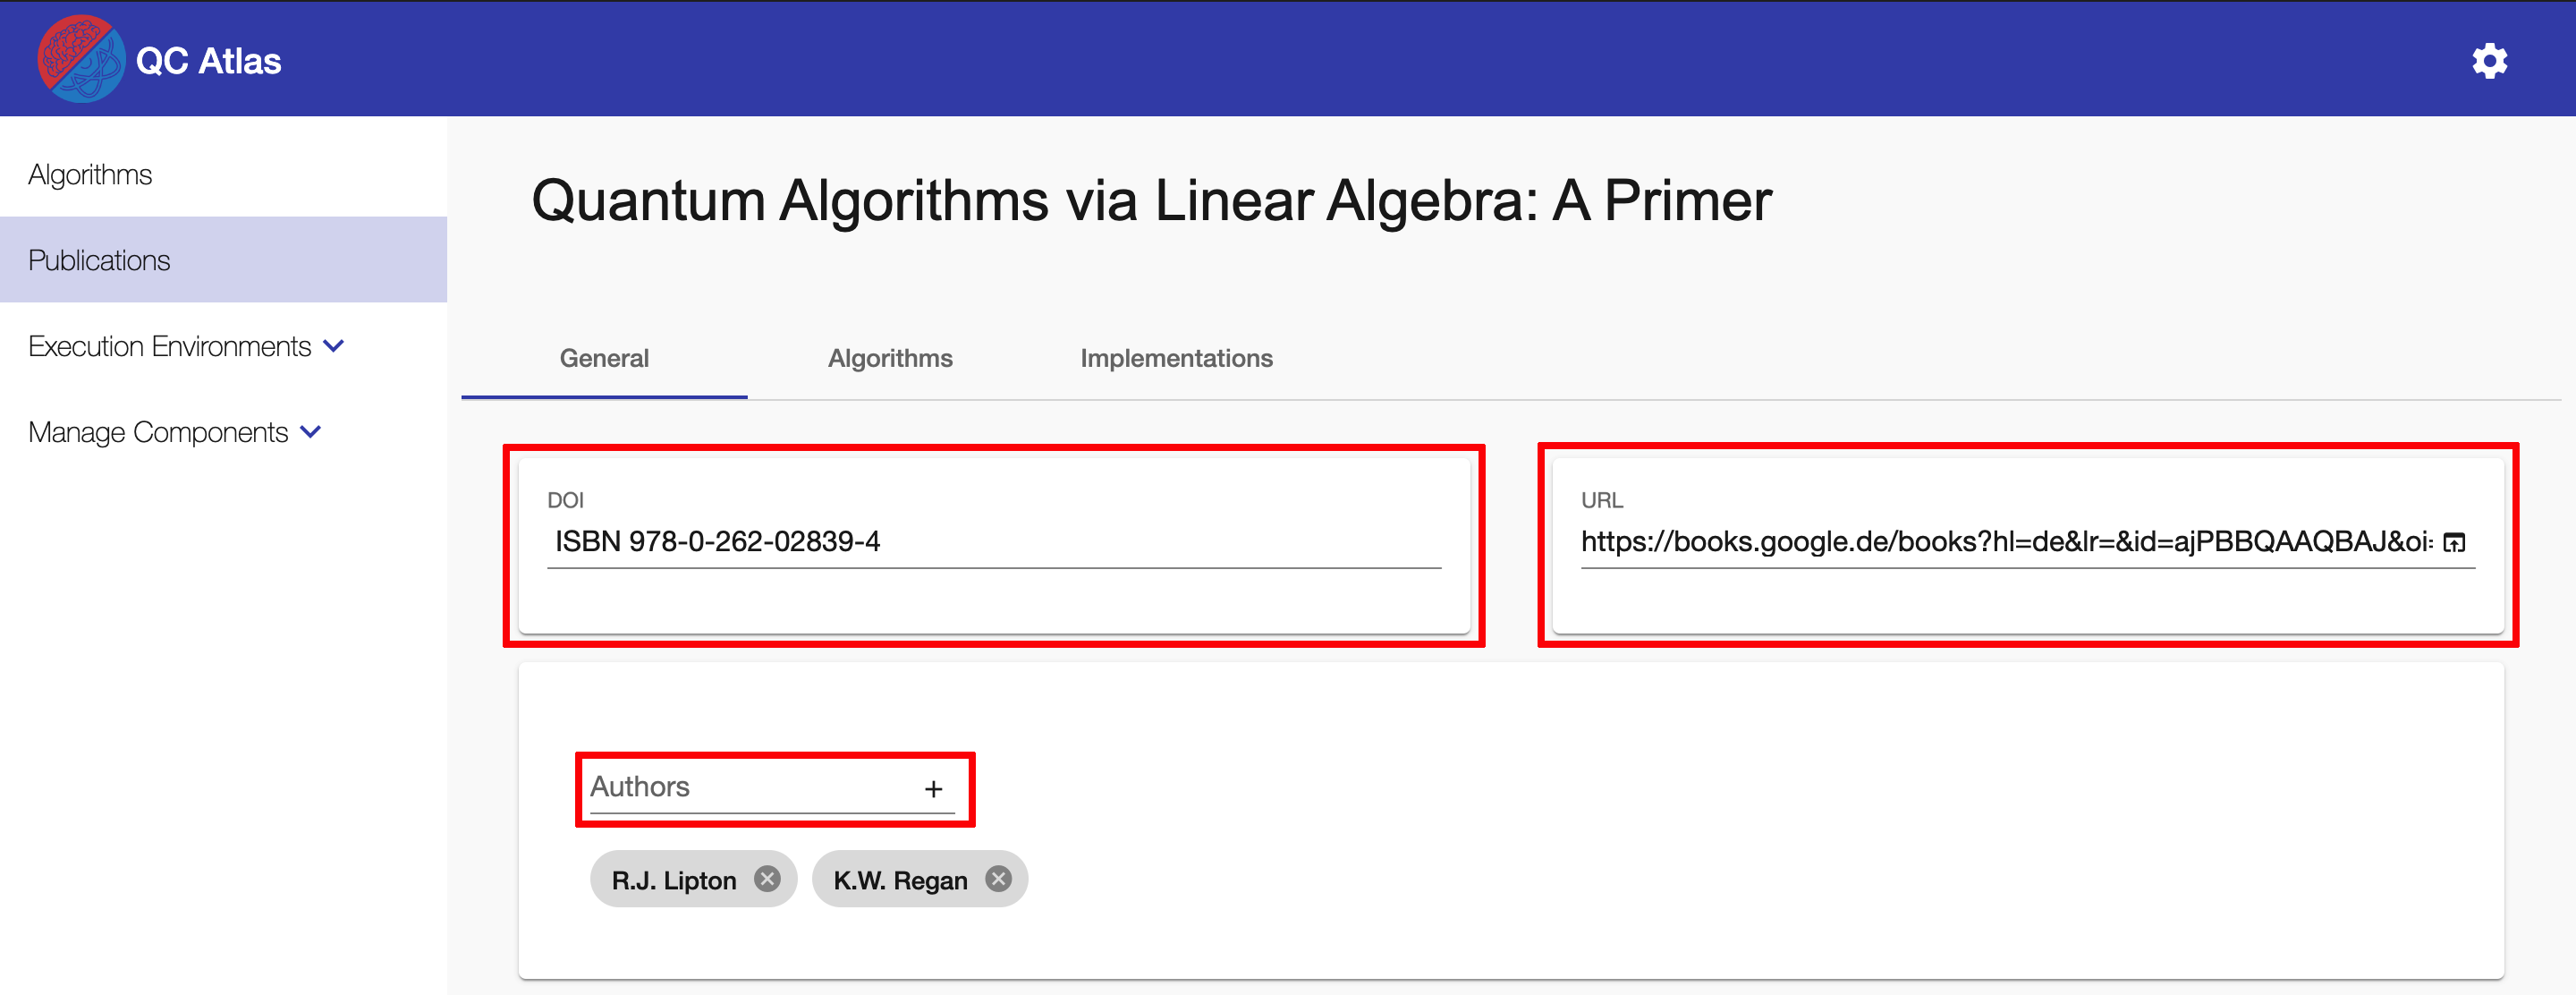 QC Atlas
Algorithms
Publications
Execution Environments
Manage Components
Quantum Algorithms via Linear Algebra: A Primer
General Algorithms Implementations
DOI
ISBN 978-0-262-02839-4
URL
https://books.google.de/books?hl=de&lr=&id=ajPBBQAAQBAJ&oi=
Authors +
R.J. Lipton K.W. Regan